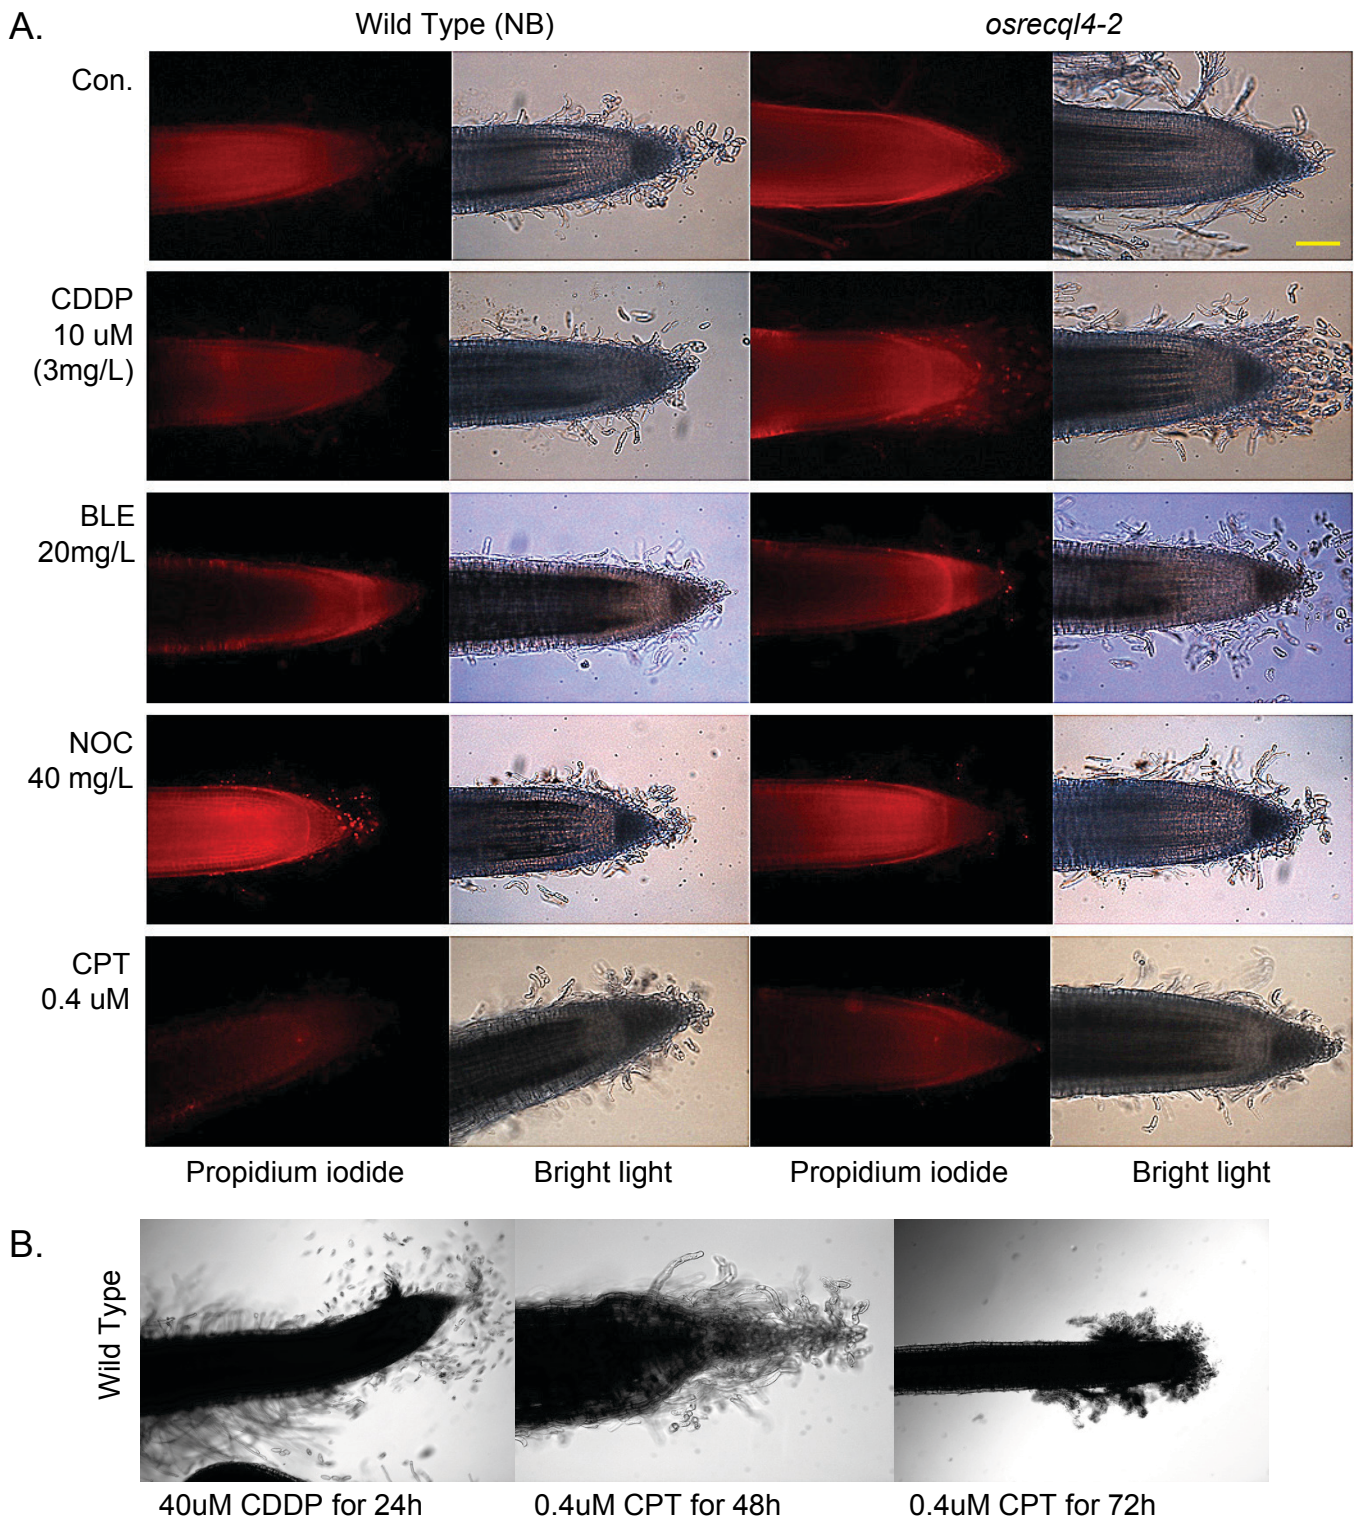 A.
Wild Type (NB)
osrecql4-2
Con.
CDDP
10 uM
(3mg/L)
BLE
20mg/L
NOC
40 mg/L
CPT
0.4 uM
Propidium iodide
Bright light
Propidium iodide
Bright light
B.
Wild Type
40uM CDDP for 24h
0.4uM CPT for 48h
0.4uM CPT for 72h